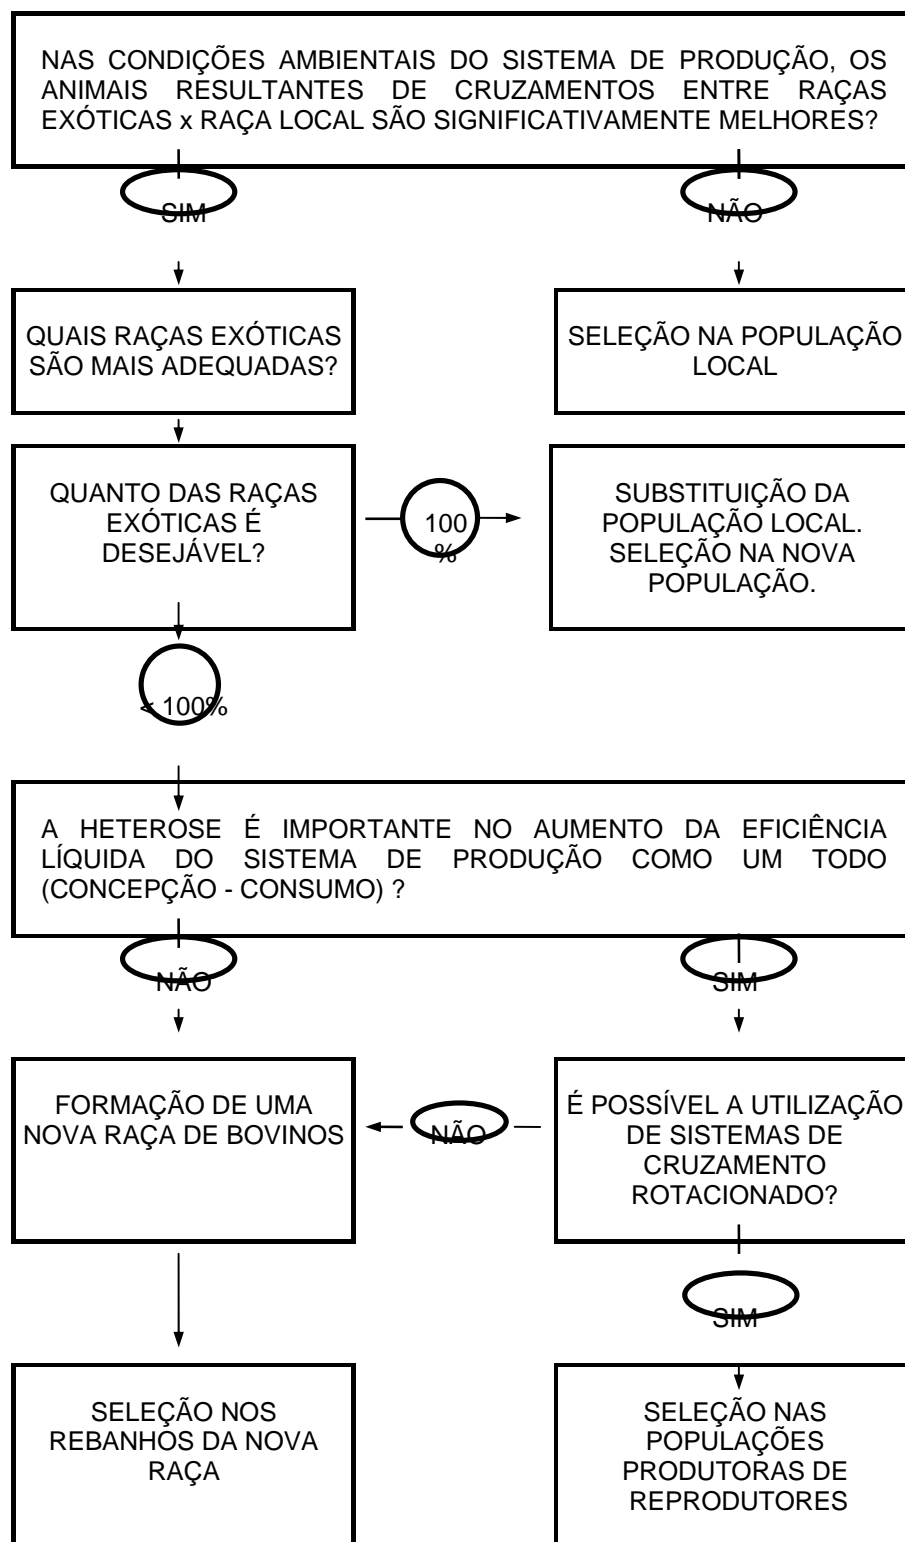 NAS CONDIÇÕES AMBIENTAIS DO SISTEMA DE PRODUÇÃO, OS
ANIMAIS RESULTANTES DE CRUZAMENTOS ENTRE RAÇAS
EXÓTICAS x RAÇA LOCAL SÃO SIGNIFICATIVAMENTE MELHORES?
SIM
NÃO
QUAIS RAÇAS EXÓTICAS
SÃO MAIS ADEQUADAS?
SELEÇÃO NA POPULAÇÃO
LOCAL
QUANTO DAS RAÇAS
EXÓTICAS É
DESEJÁVEL?
100
%
SUBSTITUIÇÃO DA
POPULAÇÃO LOCAL.
SELEÇÃO NA NOVA
POPULAÇÃO.
< 100%
A HETEROSE É IMPORTANTE NO AUMENTO DA EFICIÊNCIA
LÍQUIDA DO SISTEMA DE PRODUÇÃO COMO UM TODO
(CONCEPÇÃO - CONSUMO) ?
NÃO
SIM
FORMAÇÃO DE UMA
NOVA RAÇA DE BOVINOS
NÃO
É POSSÍVEL A UTILIZAÇÃO
DE SISTEMAS DE
CRUZAMENTO
ROTACIONADO?
SIM
SELEÇÃO NOS
REBANHOS DA NOVA
RAÇA
SELEÇÃO NAS
POPULAÇÕES
PRODUTORAS DE
REPRODUTORES